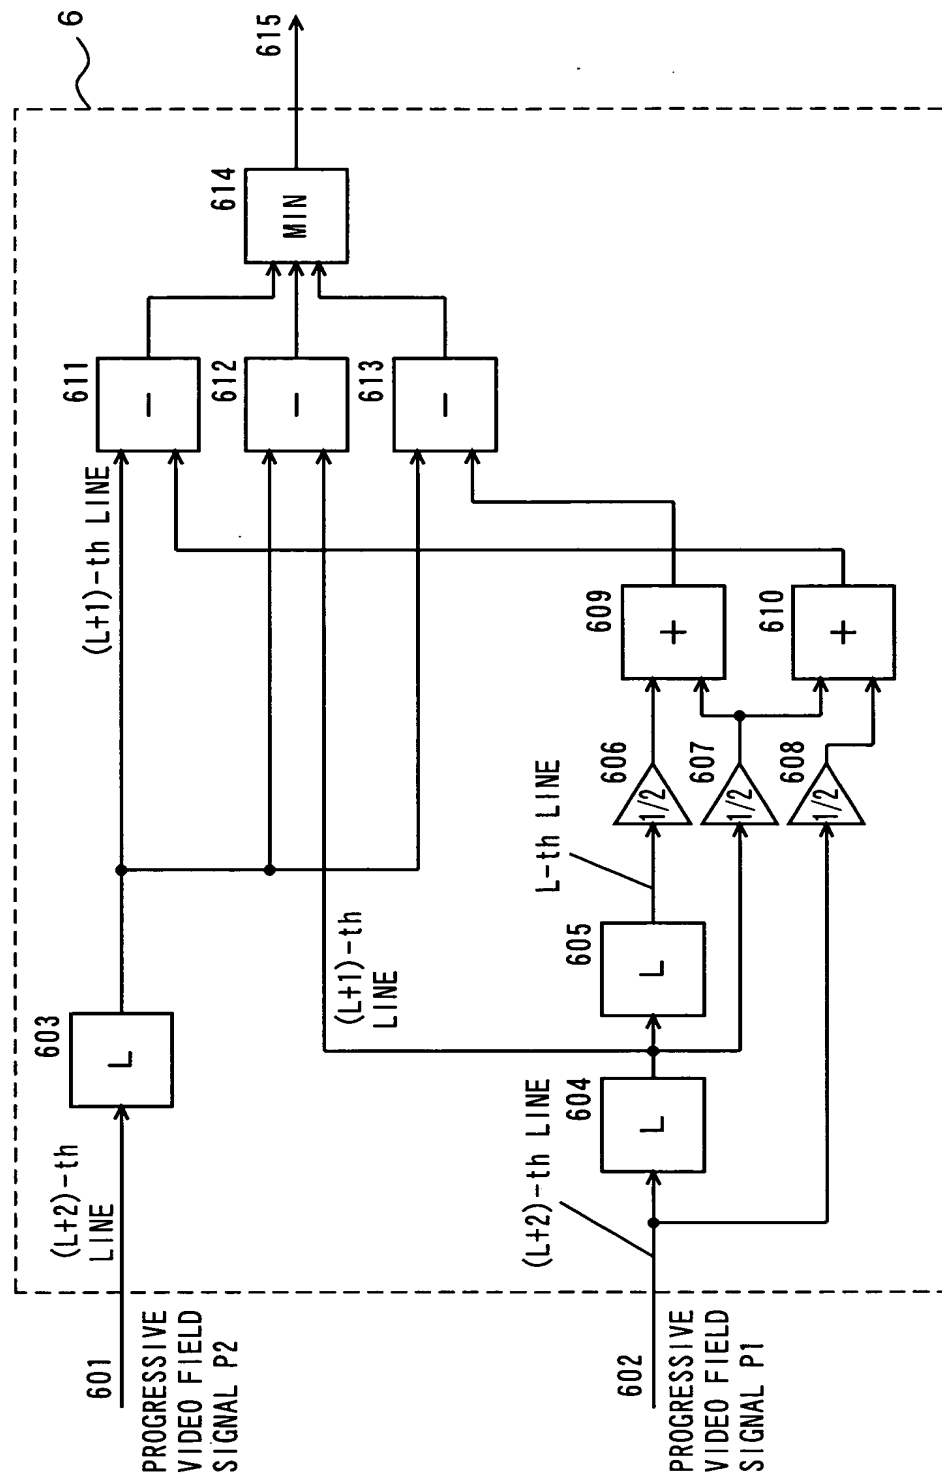 6
601
PROGRESSIVE
VIDEO FIELD
SIGNAL P2
(L+2)-th
LINE
603
L
(L+1)-th LINE
611
−
612
−
613
−
614
MIN
615
(L+1)-th
LINE
602
PROGRESSIVE
VIDEO FIELD
SIGNAL P1
(L+2)-th LINE
604
L
605
L
L-th LINE
606
1/2
607
1/2
608
1/2
609
+
610
+